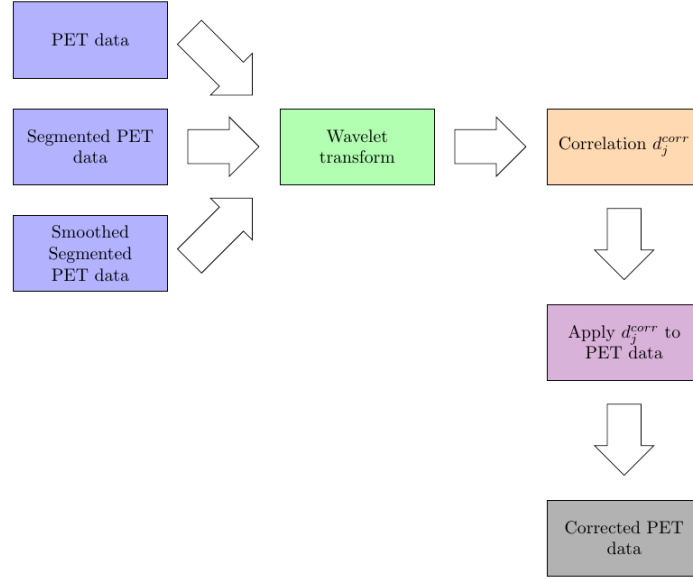 PET data
Segmented PET
data
Smoothed
Segmented
PET data
Wavelet
transform
Correlation $d_j^{corr}$
Apply $d_j^{corr}$ to
PET data
Corrected PET
data